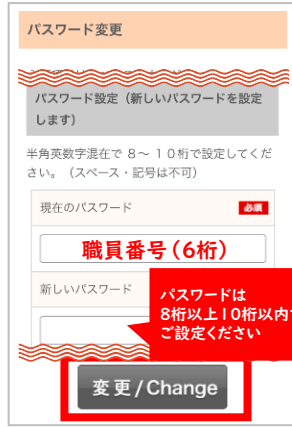 パスワード変更
パスワード設定（新しいパスワードを設定
します）
半角英数字混在で 8〜 10桁で設定してくだ
さい。（スペース・記号は不可）
現在のパスワード
必須
職員番号（6桁）
新しいパスワード
パスワードは
8桁以上10桁以内で
ご設定ください
変更/Change